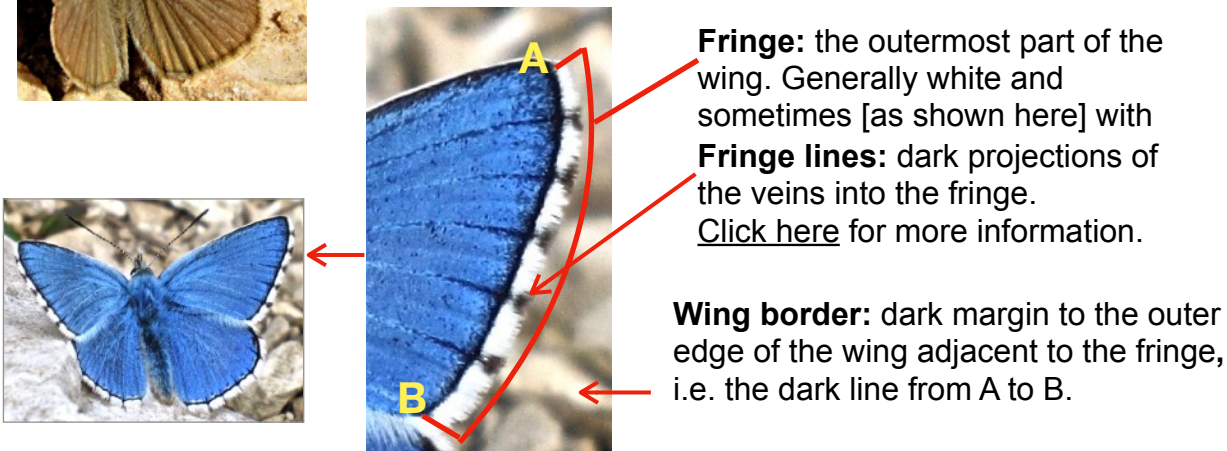 A
B
Fringe: the outermost part of the
wing. Generally white and
sometimes [as shown here] with
Fringe lines: dark projections of
the veins into the fringe.
Click here for more information.
Wing border: dark margin to the outer
edge of the wing adjacent to the fringe,
i.e. the dark line from A to B.